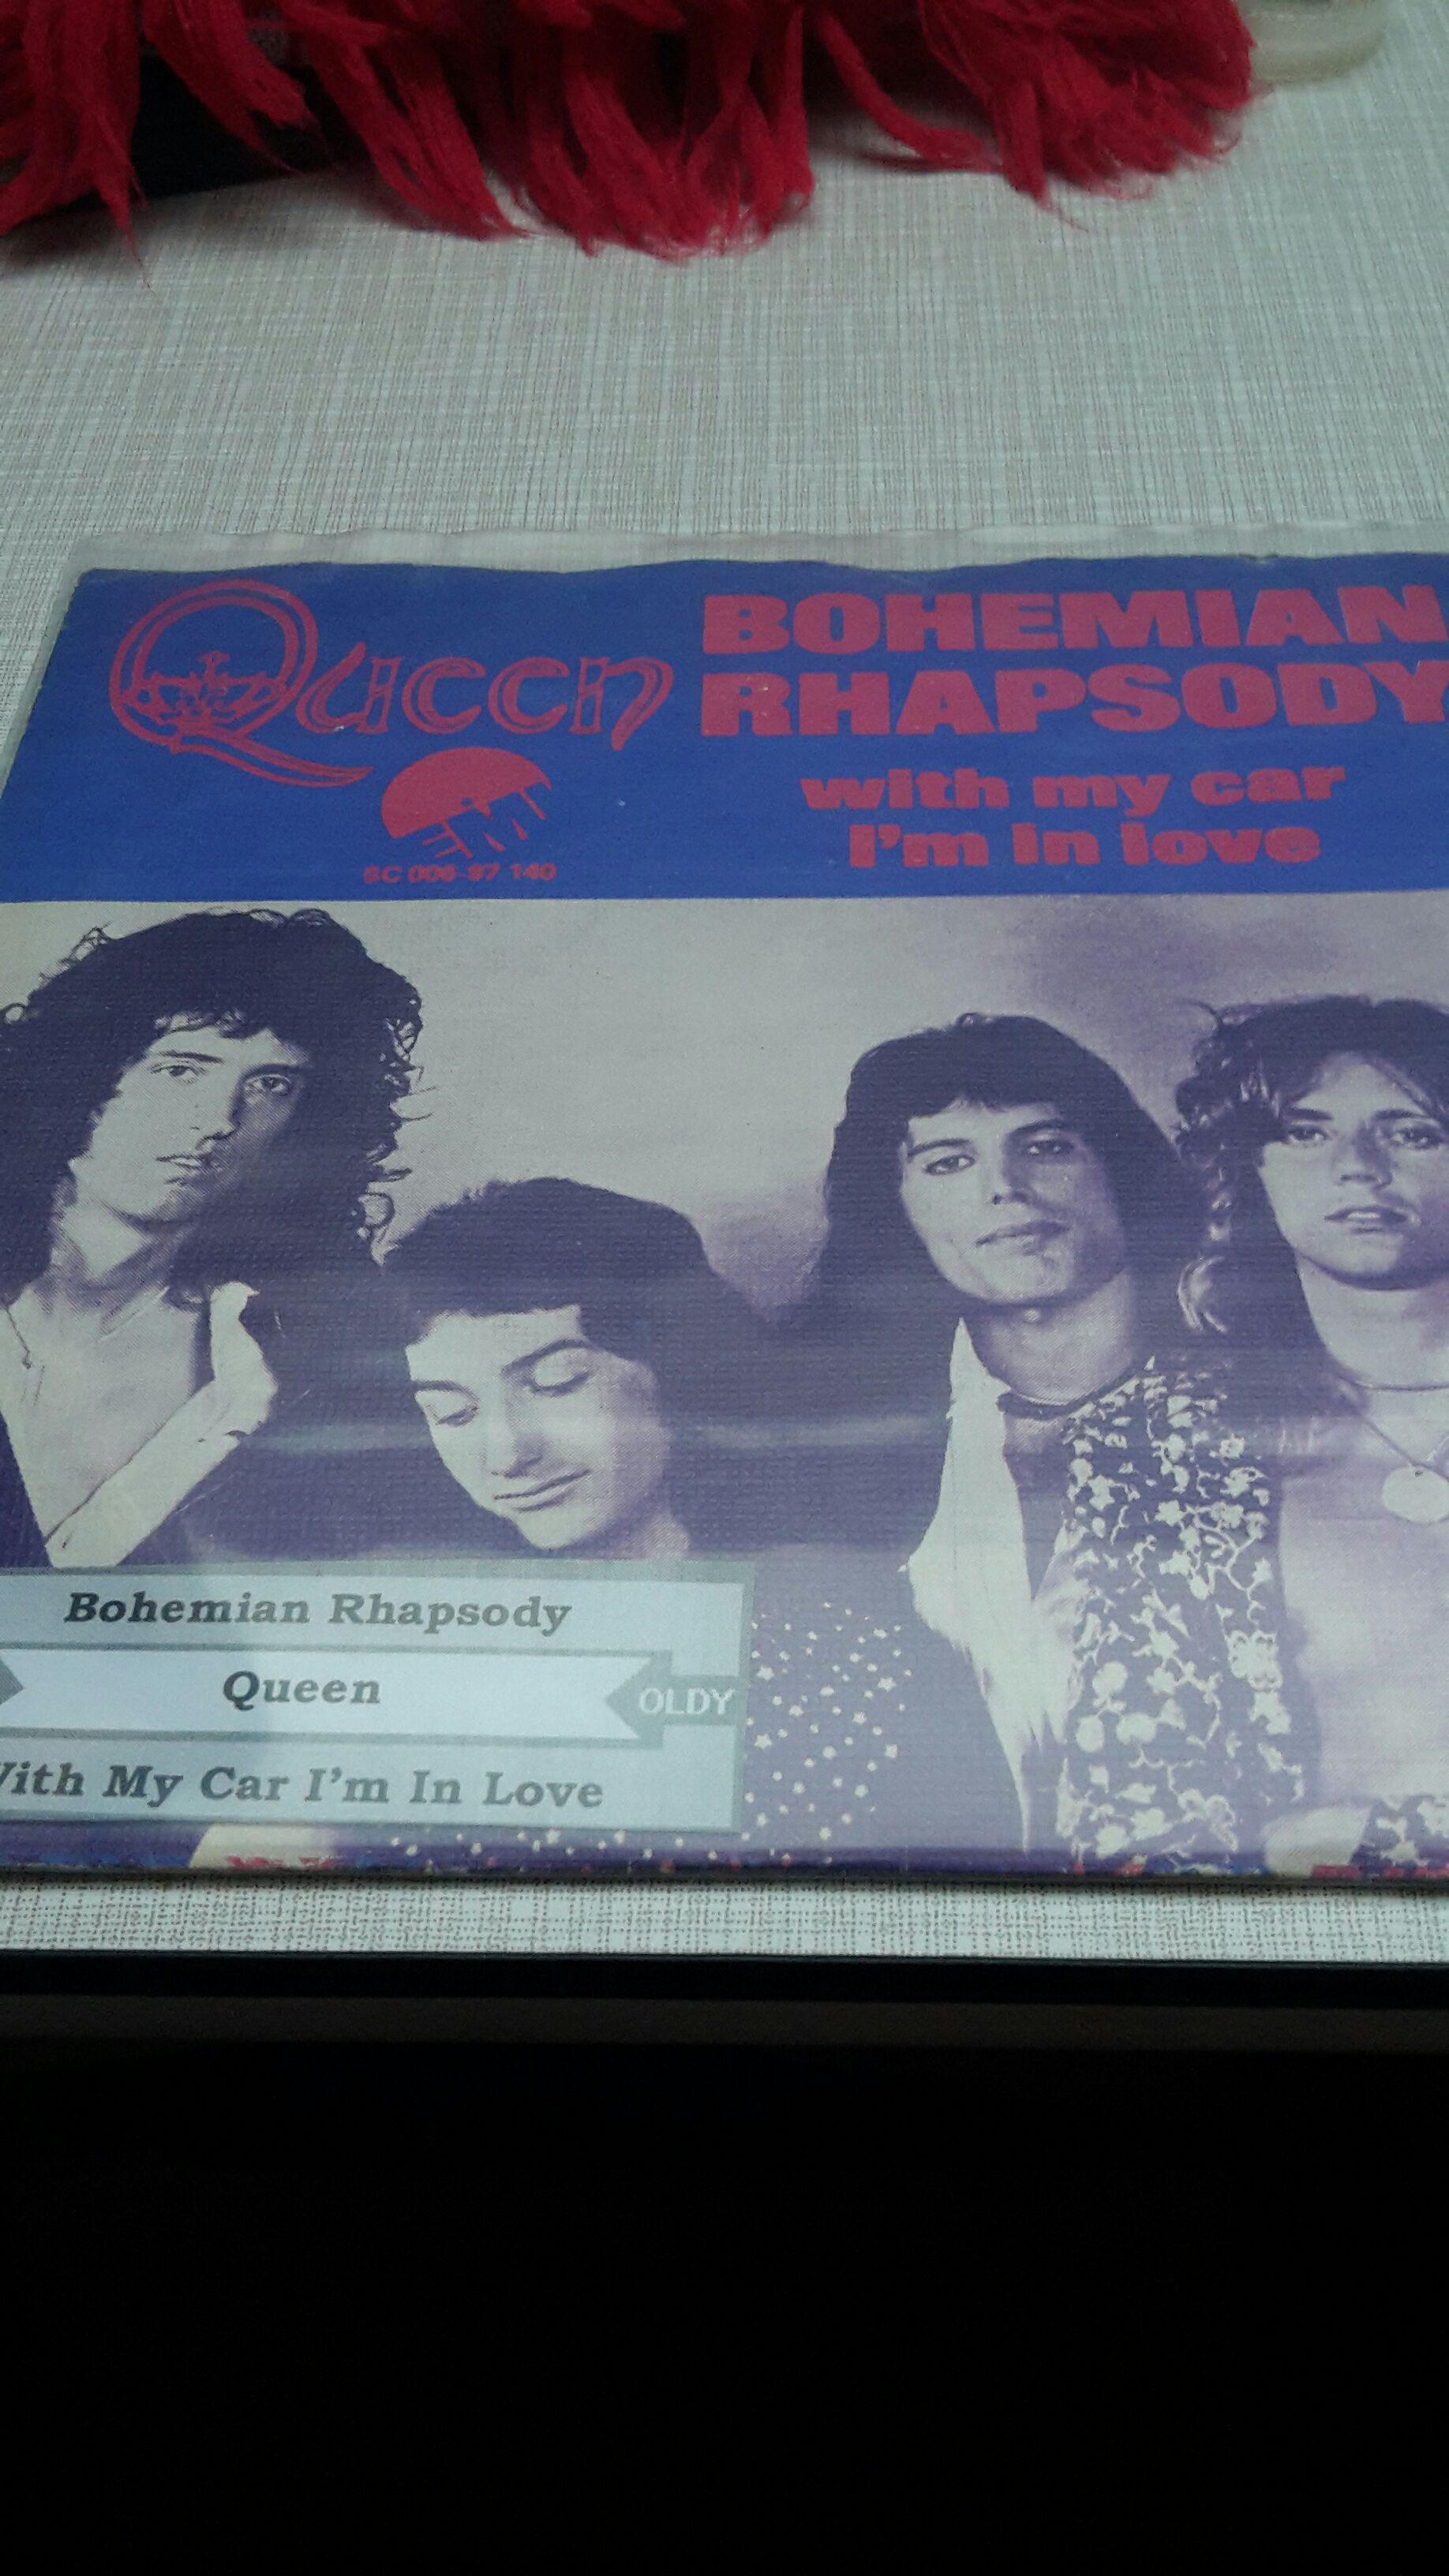 Queen
BOHEMIAN
RHAPSODY
with my car
I'm in love
EMI
5C 006-97 140
Bohemian Rhapsody
Queen
OLDY
With My Car I'm In Love